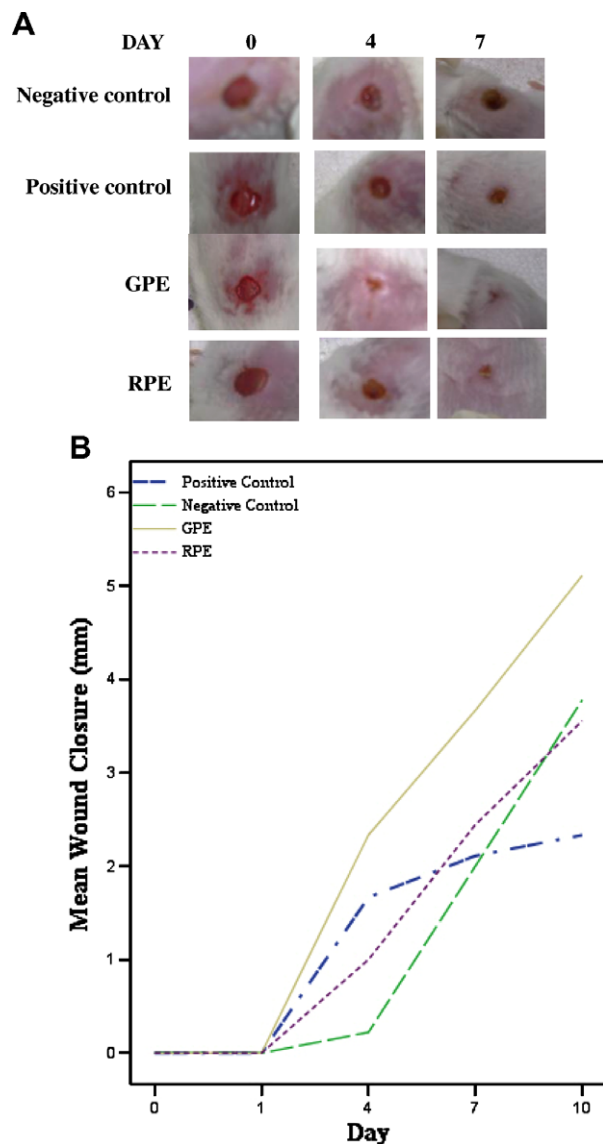 A
DAY 0 4 7
Negative control
Positive control
GPE
RPE
B
Positive Control
Negative Control
GPE
RPE
6
5
4
3
2
1
0
Mean Wound Closure (mm)
0 1 4 7 10
Day